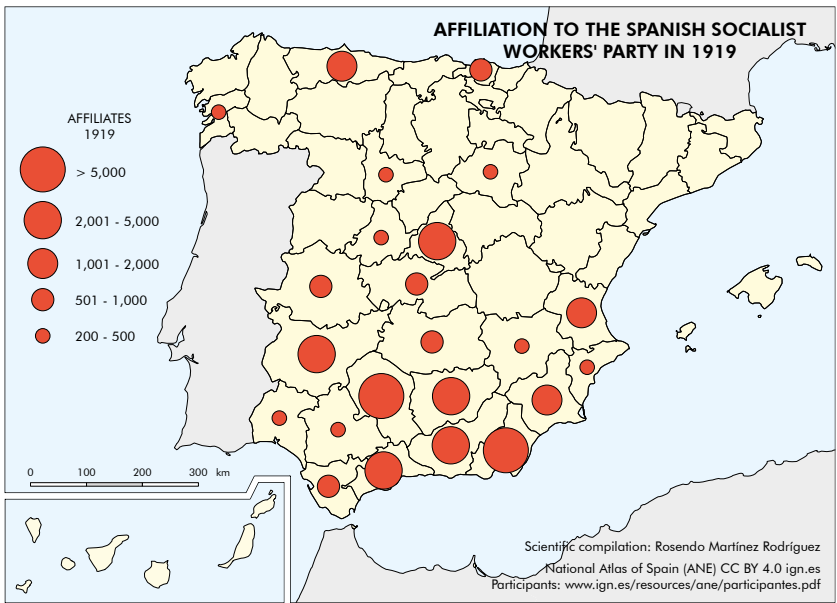 AFFILIATION TO THE SPANISH SOCIALIST
WORKERS' PARTY IN 1919
AFFILIATES
1919
> 5,000
2,001 - 5,000
1,001 - 2,000
501 - 1,000
200 - 500
0 100 200 300 km
Scientific compilation: Rosendo Martínez Rodríguez
National Atlas of Spain (ANE) CC BY 4.0 ign.es
Participants: www.ign.es/resources/ane/participantes.pdf